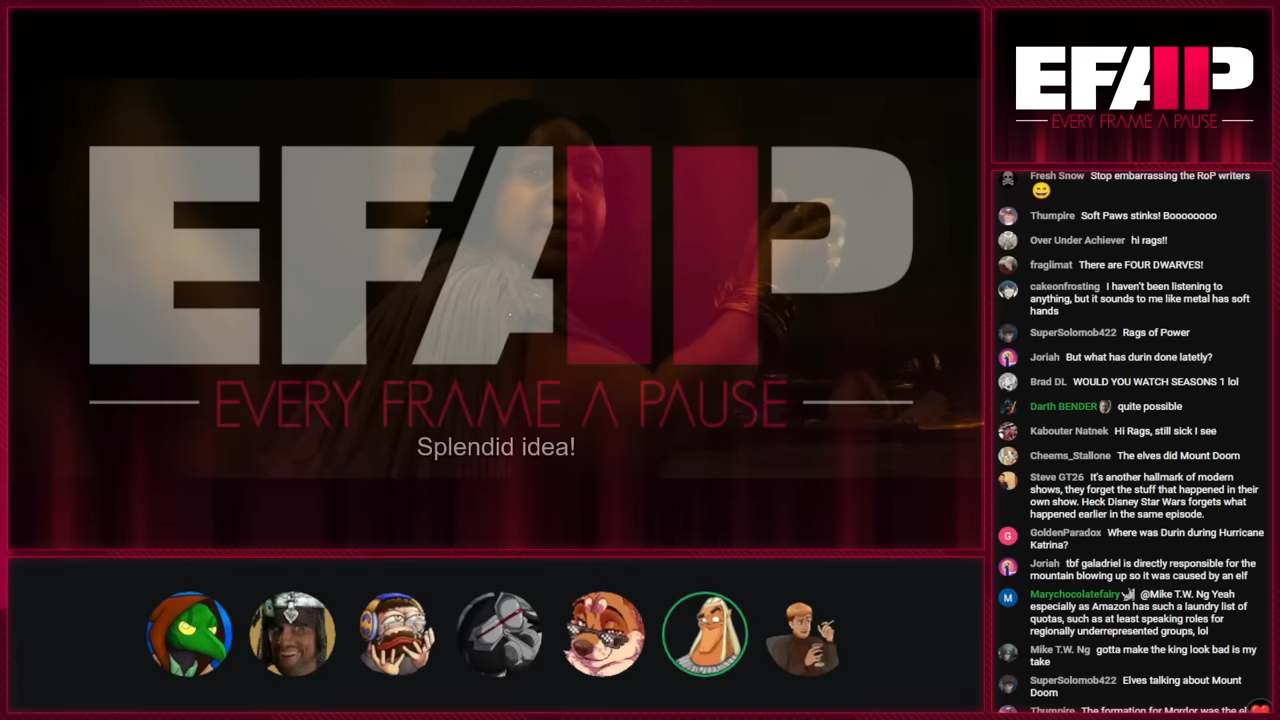 EFAP
EVERY FRAME A PAUSE
Splendid idea!
EFAP
EVERY FRAME A PAUSE
Fresh Snow Stop embarrassing the RoP writers
😄
Thumpire Soft Paws stinks! Boooooooo
Over Under Achiever hi rags!!
fraglimat There are FOUR DWARVES!
cakeonfrosting I haven't been listening to
anything, but it sounds to me like metal has soft
hands
SuperSolomob422 Rags of Power
Joriah But what has durin done latetly?
Brad DL WOULD YOU WATCH SEASONS 1 lol
Darth BENDER quite possible
Kabouter Natnek Hi Rags, still sick I see
Cheems_Stallone The elves did Mount Doom
Steve GT26 It's another hallmark of modern
shows, they forget the stuff that happened in their
own show. Heck Disney Star Wars forgets what
happened earlier in the same episode.
G
GoldenParadox Where was Durin during Hurricane
Katrina?
Joriah tbf galadriel is directly responsible for the
mountain blowing up so it was caused by an elf
M
Marychocolatefairy @Mike T.W. Ng Yeah
especially as Amazon has such a laundry list of
quotas, such as at least speaking roles for
regionally underrepresented groups, lol
Mike T.W. Ng gotta make the king look bad is my
take
SuperSolomob422 Elves talking about Mount
Doom
Thumpire The formation for Mordor was the